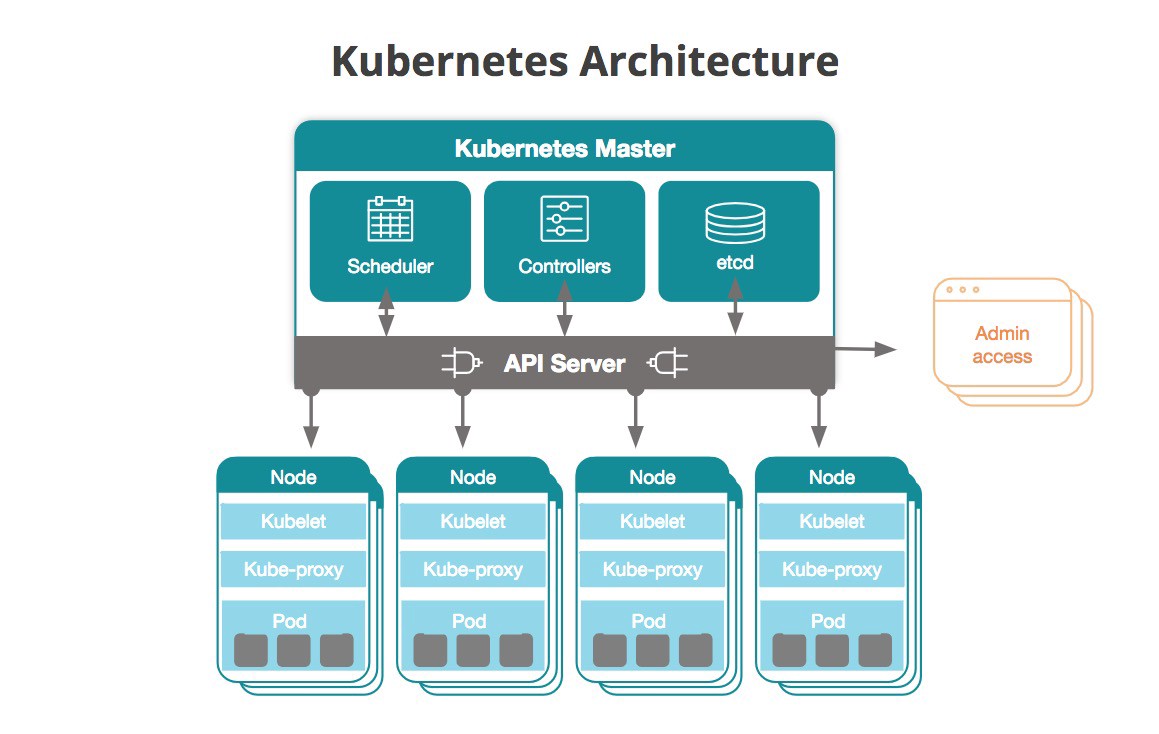 Kubernetes Architecture
Kubernetes Master
Scheduler
Controllers
etcd
API Server
Admin
access
Node
Kubelet
Kube-proxy
Pod
Node
Kubelet
Kube-proxy
Pod
Node
Kubelet
Kube-proxy
Pod
Node
Kubelet
Kube-proxy
Pod